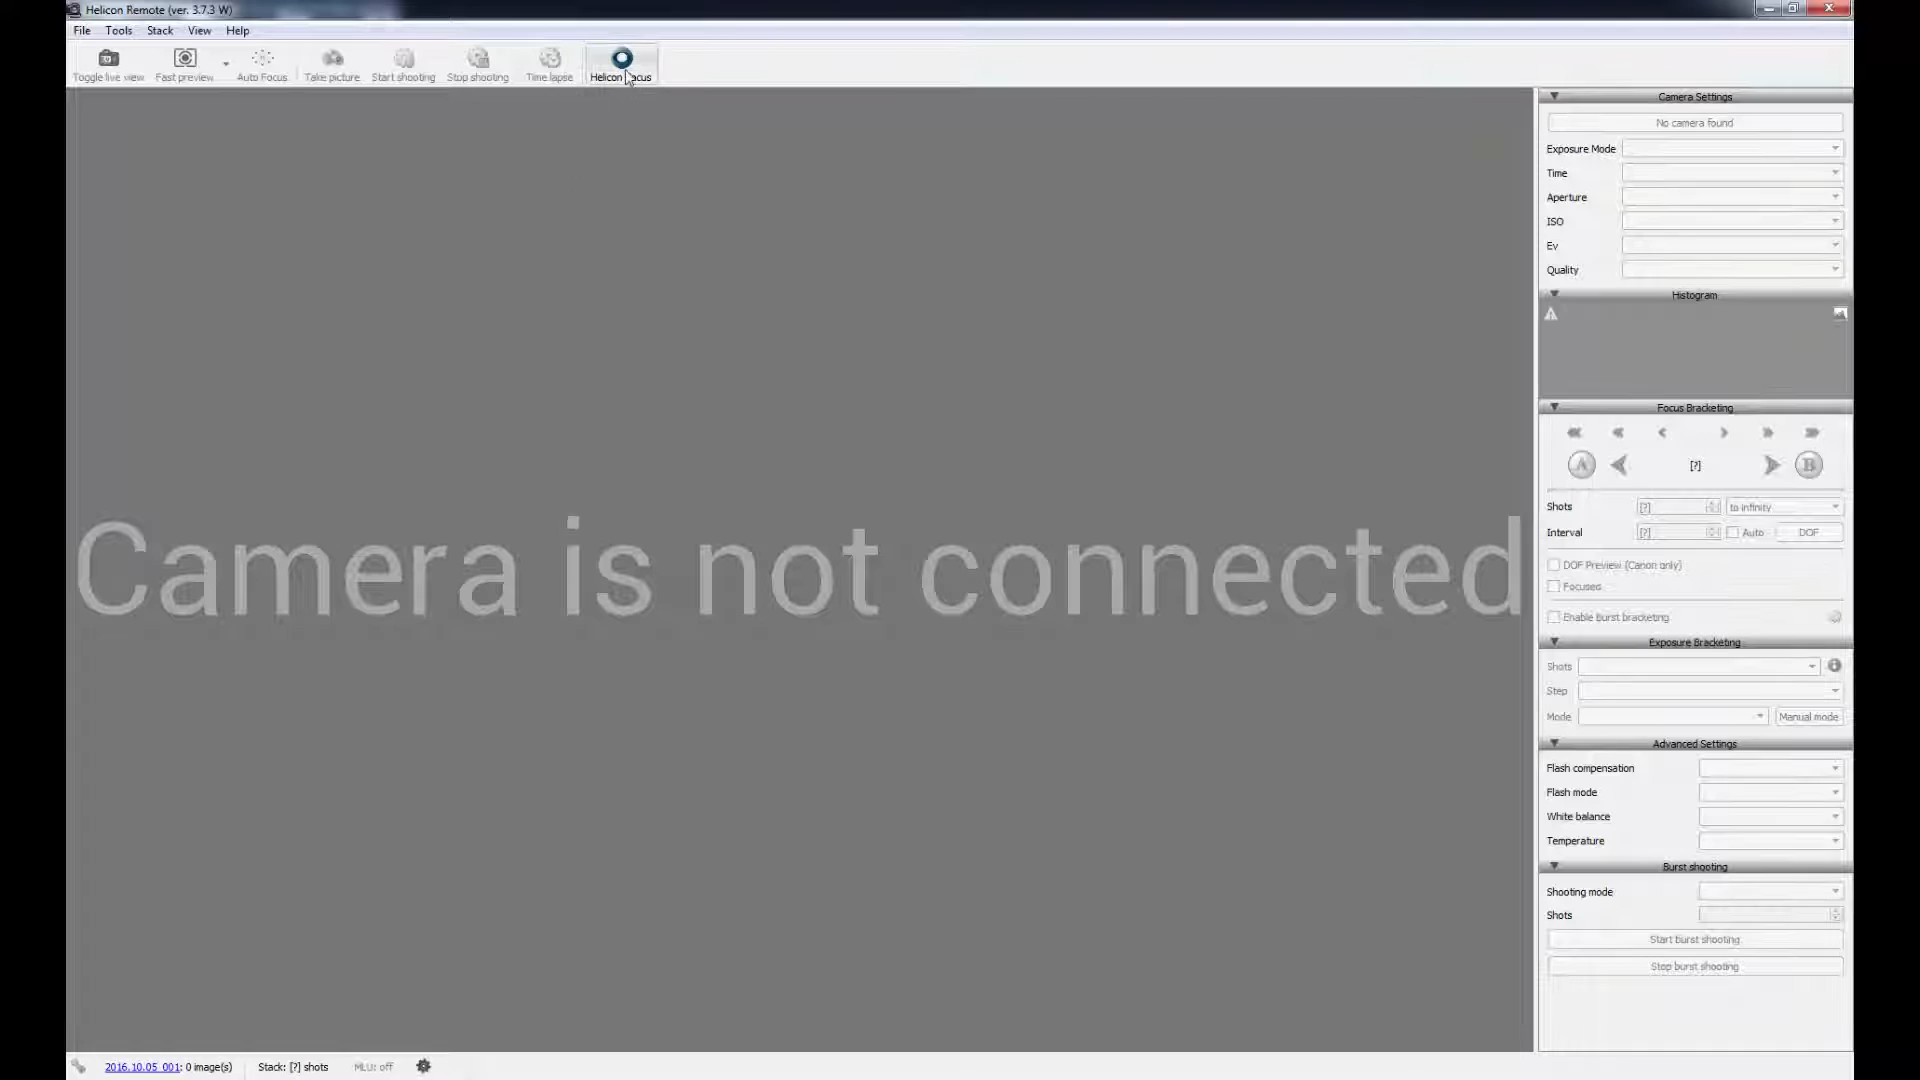 Helicon Remote (ver. 3.7.3 W)
File Tools Stack View Help
Toggle live view Fast preview Auto Focus Take picture Start shooting Stop shooting Time lapse Helicon Focus
Camera Settings
No camera found
Exposure Mode
Time
Aperture
ISO
Ev
Quality
Histogram
Focus Bracketing
A [?] B
Shots [?] to infinity
Interval [?] Auto DOF
DOF Preview (Canon only)
Focuses
Enable burst bracketing
Camera is not connected
Exposure Bracketing
Shots
Step
Mode Manual mode
Advanced Settings
Flash compensation
Flash mode
White balance
Temperature
Burst shooting
Shooting mode
Shots
Start burst shooting
Stop burst shooting
2016.10.05_001: 0 image(s) Stack: [?] shots MLU: off